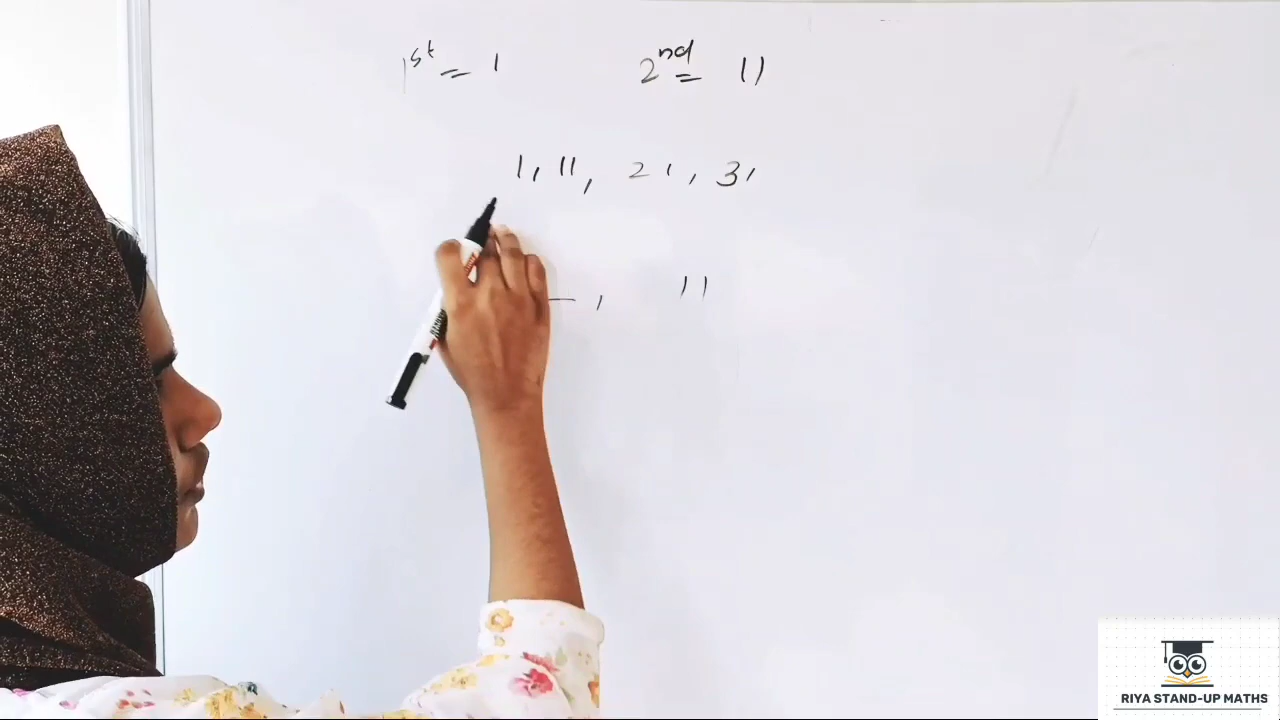 1st = 1 2nd = 11
1, 11, 21, 31
— , 11
RIYA STAND-UP MATHS